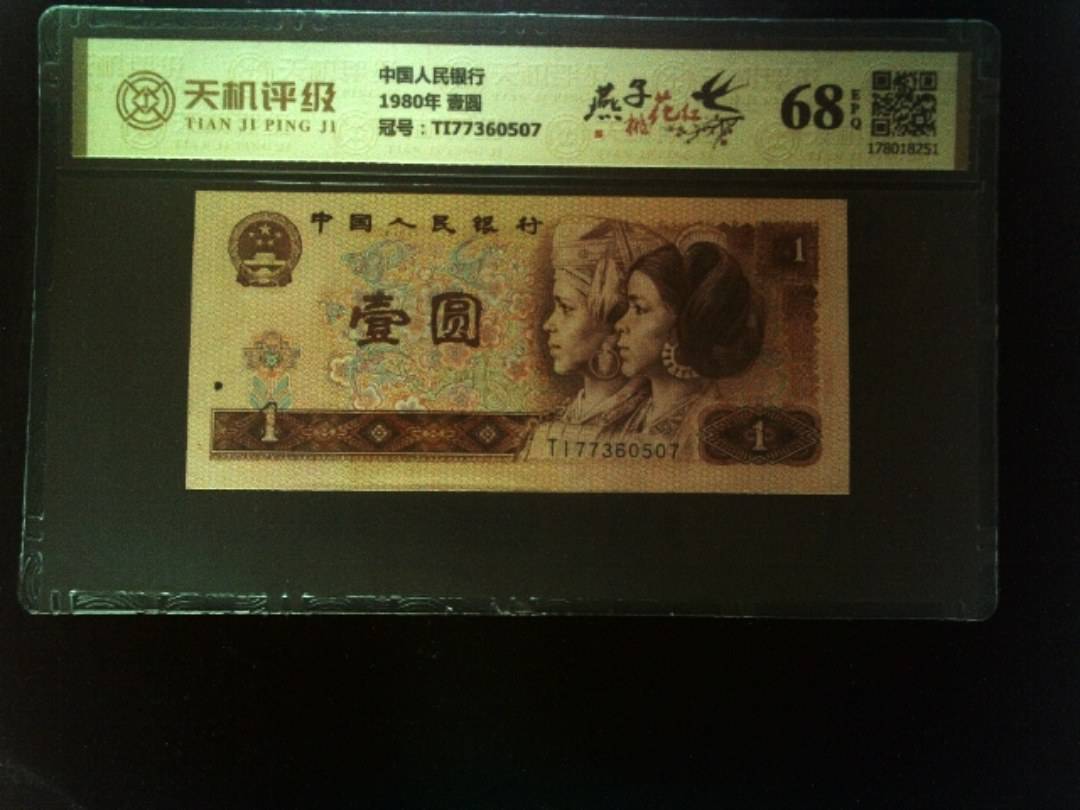 天机评级
TIAN JI PING JI
中国人民银行
1980年 壹圆
冠号：TI77360507
燕子
桃花红
68
EPQ
178018251
中国人民银行
1
壹圆
1
TI77360507
1